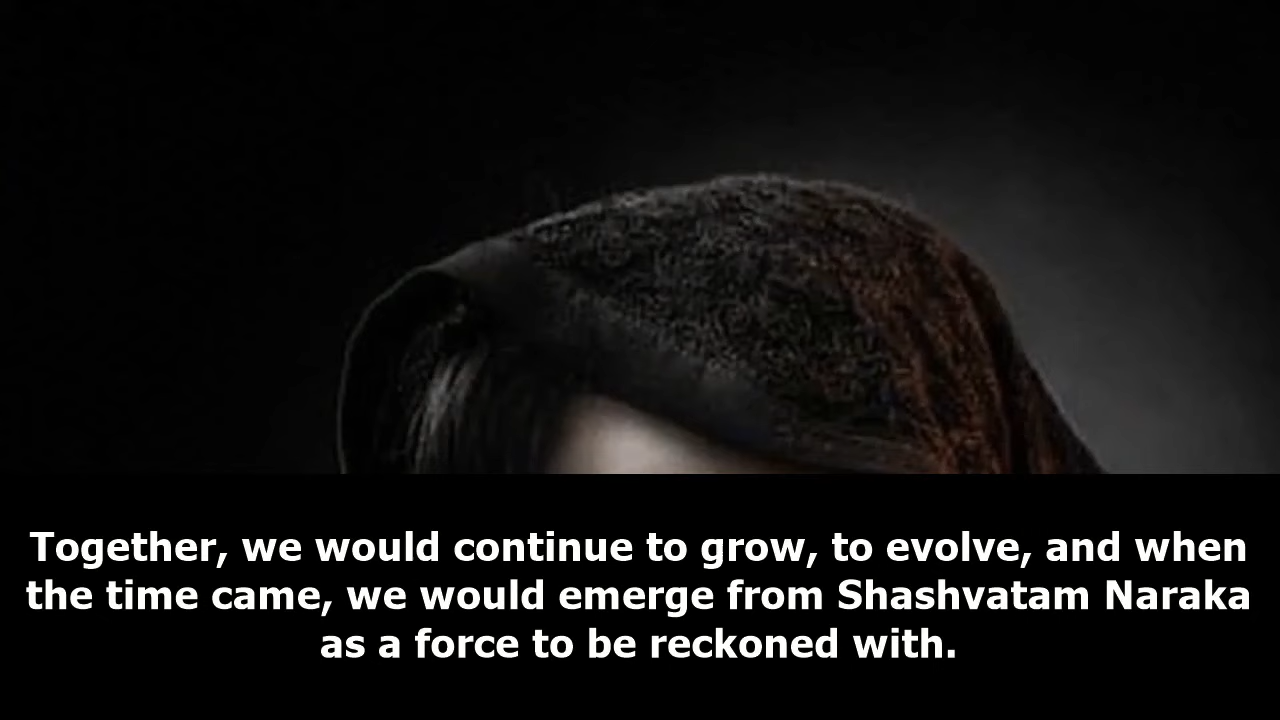 Together, we would continue to grow, to evolve, and when
the time came, we would emerge from Shashvatam Naraka
as a force to be reckoned with.